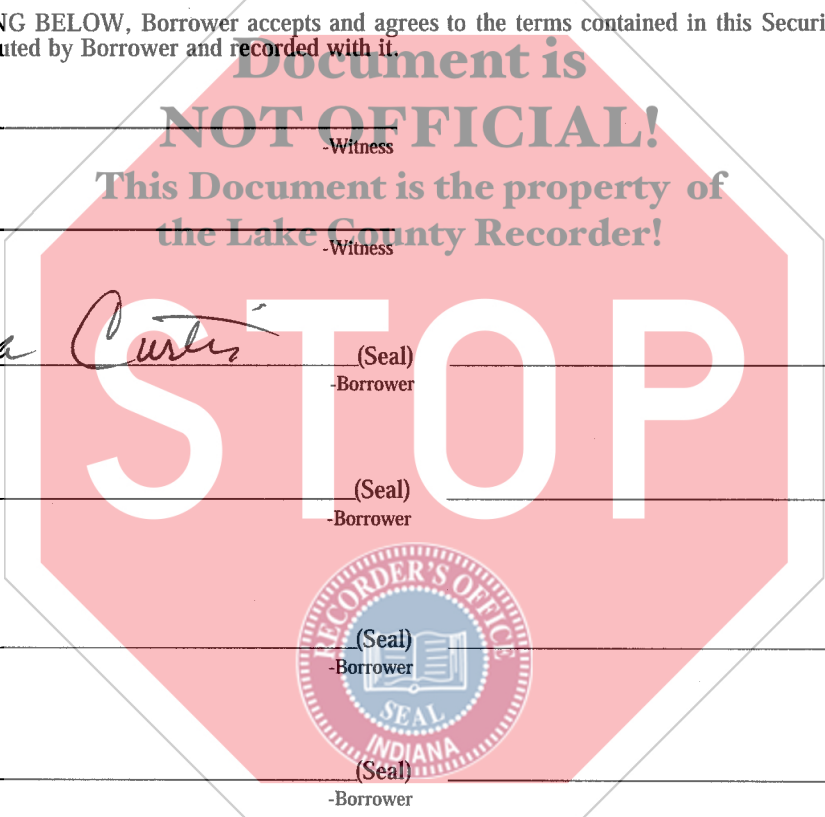 NG BELOW, Borrower accepts and agrees to the terms contained in this Securi
uted by Borrower and recorded with it.
Document is
NOT OFFICIAL!
-Witness
This Document is the property of
the Lake County Recorder!
-Witness
STOP
a Curtis (Seal)
-Borrower
(Seal)
-Borrower
RECORDER'S OFFICE
(Seal)
-Borrower
SEAL
INDIANA
(Seal)
-Borrower